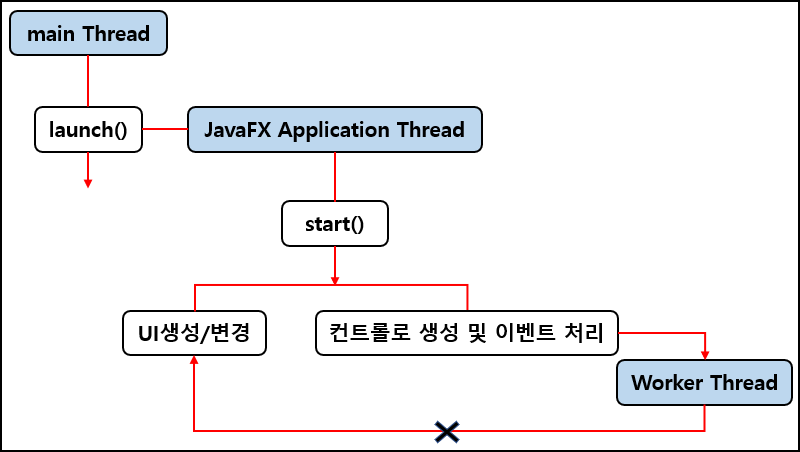 main Thread
launch()
JavaFX Application Thread
start()
UI생성/변경
컨트롤로 생성 및 이벤트 처리
Worker Thread